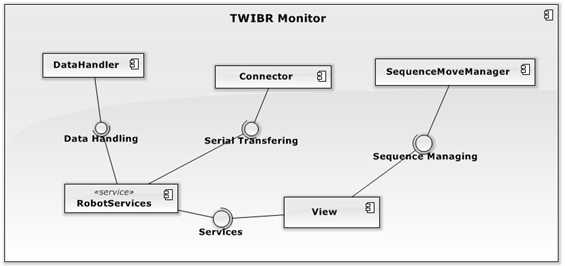 TWIBR Monitor
DataHandler
Connector
SequenceMoveManager
Data Handling
Serial Transfering
Sequence Managing
«service»
RobotServices
View
Services